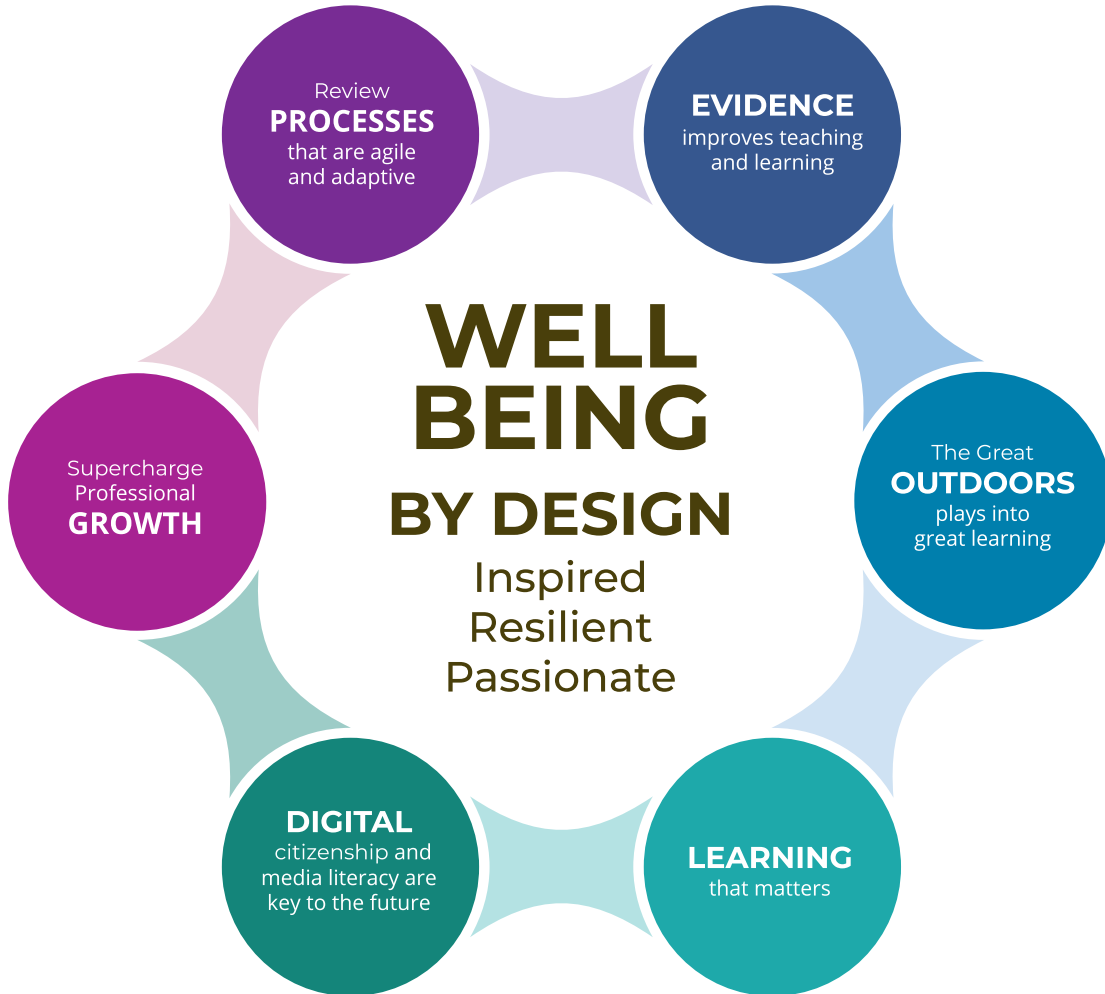 Review
PROCESSES
that are agile
and adaptive
EVIDENCE
improves teaching
and learning
WELL
BEING
BY DESIGN
Inspired
Resilient
Passionate
Supercharge
Professional
GROWTH
The Great
OUTDOORS
plays into
great learning
DIGITAL
citizenship and
media literacy are
key to the future
LEARNING
that matters